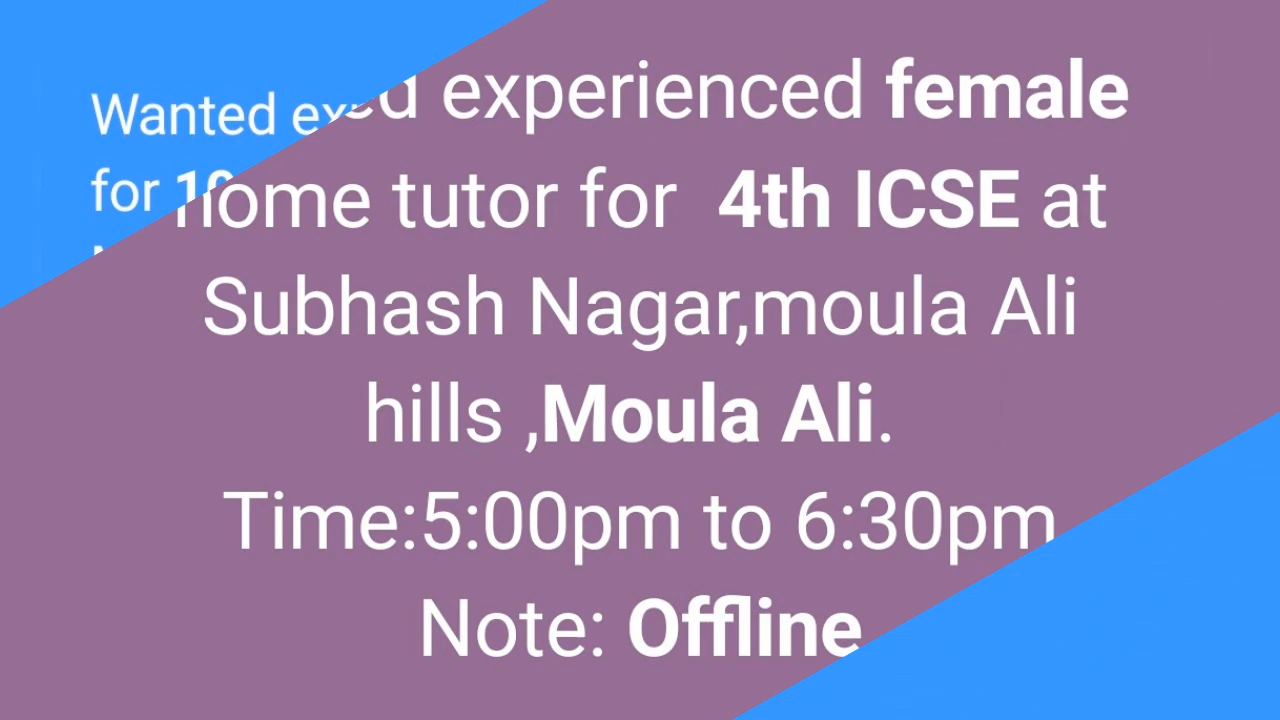 Wanted
for
experienced female
home tutor for 4th ICSE at
Subhash Nagar,moula Ali
hills ,Moula Ali.
Time:5:00pm to 6:30pm
Note: Offline